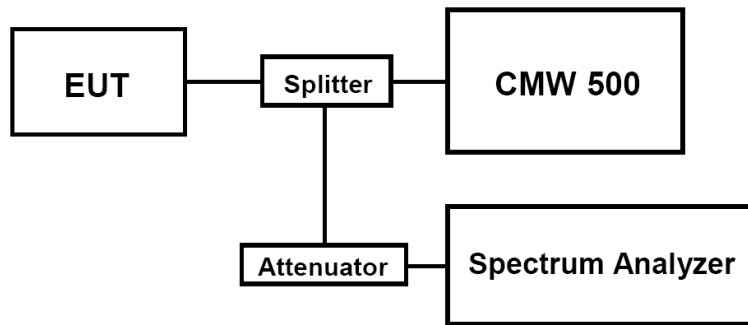 EUT
Splitter
CMW 500
Attenuator
Spectrum Analyzer